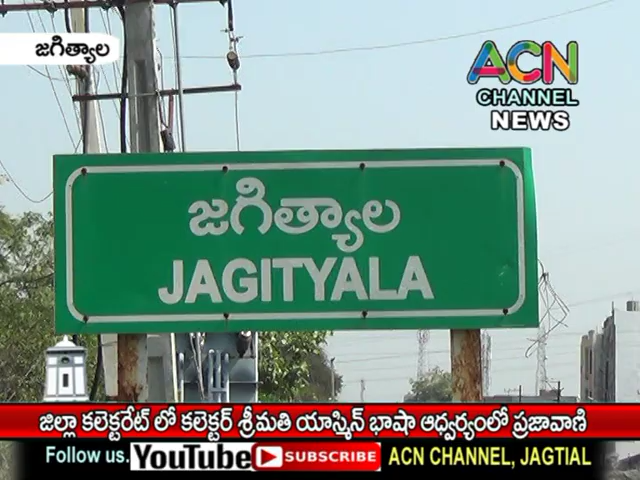 జగిత్యాల
ACN
CHANNEL
NEWS
జగిత్యాల
JAGITYALA
జిల్లా కలెక్టరేట్ లో కలెక్టర్ శ్రీమతి యాస్మిన్ భాషా ఆధ్వర్యంలో ప్రజావాణి
Follow us. YouTube SUBSCRIBE ACN CHANNEL, JAGTIAL